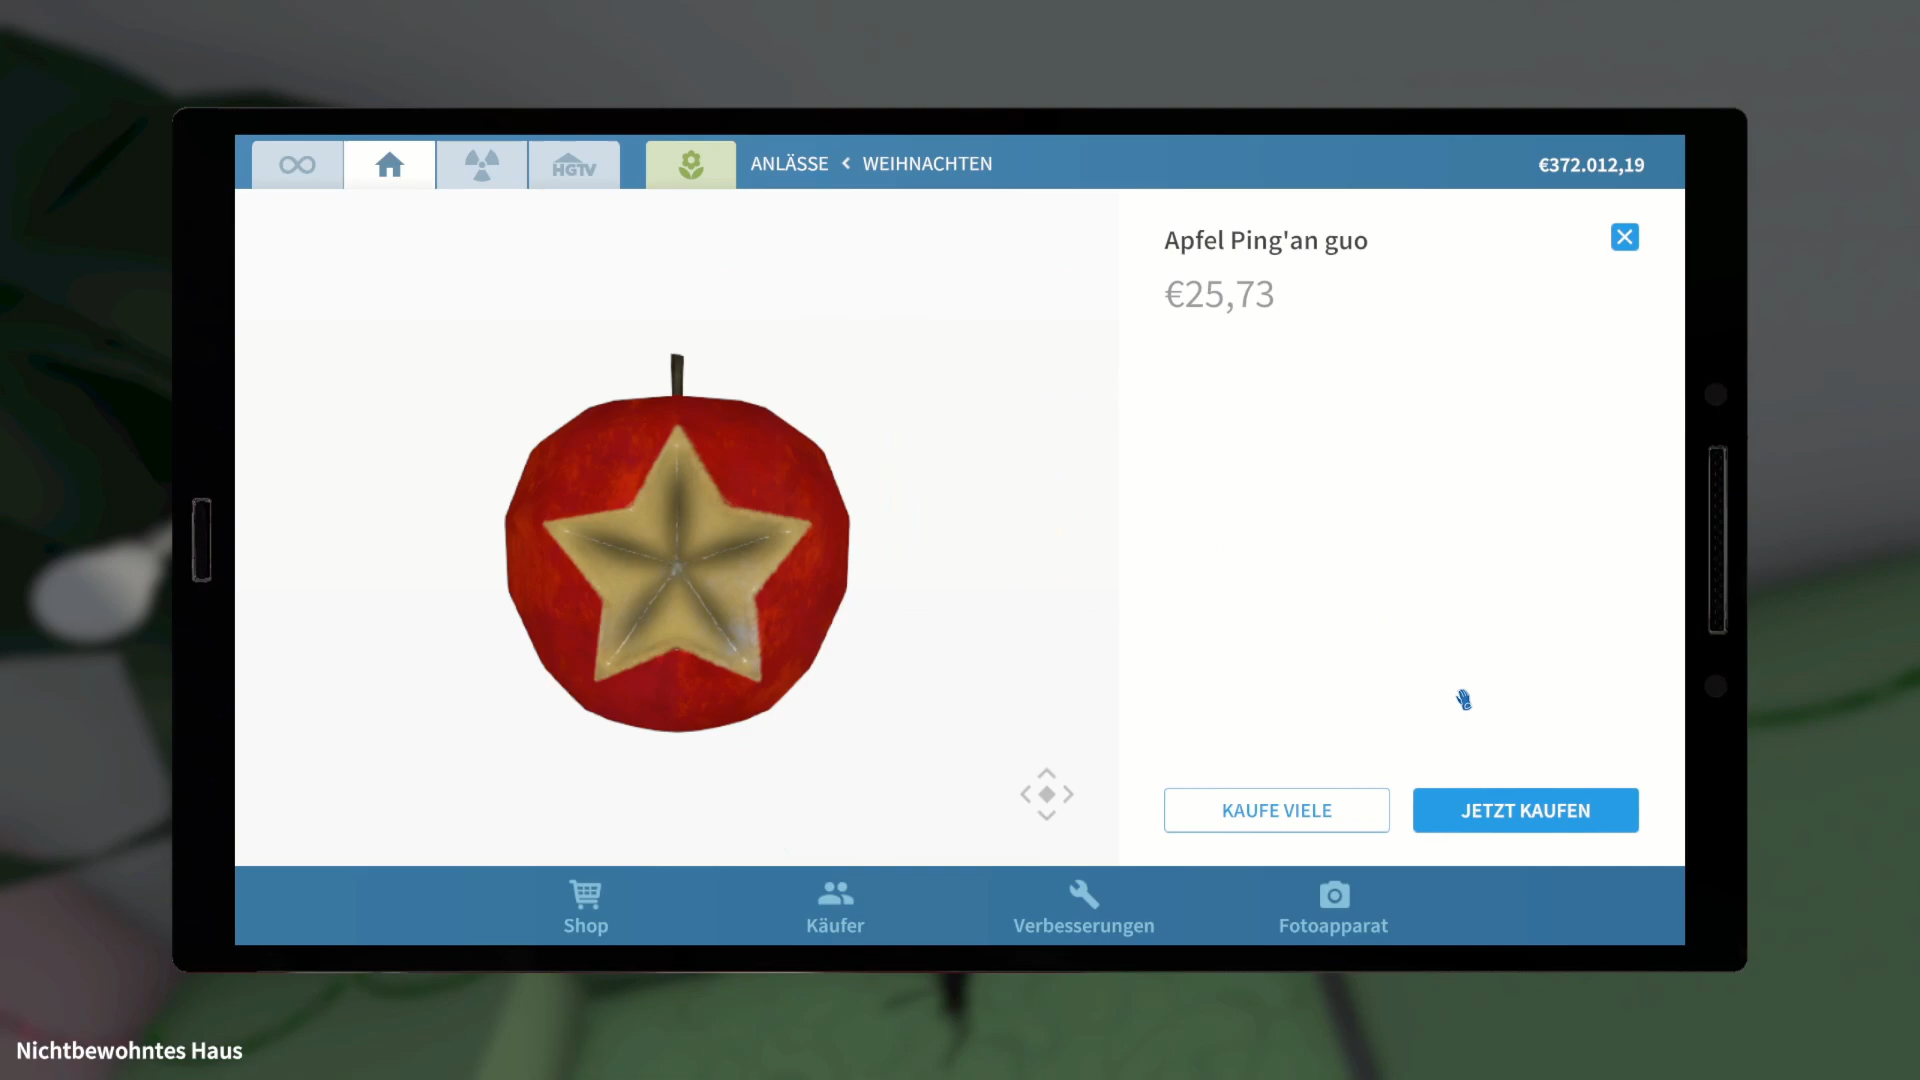 HGTV
ANLÄSSE < WEIHNACHTEN
€372.012,19
Apfel Ping'an guo
€25,73
KAUFE VIELE
JETZT KAUFEN
Shop
Käufer
Verbesserungen
Fotoapparat
Nichtbewohntes Haus